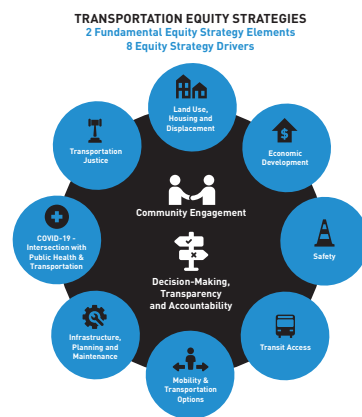 TRANSPORTATION EQUITY STRATEGIES
2 Fundamental Equity Strategy Elements
8 Equity Strategy Drivers
Land Use,
Housing and
Displacement
Economic
Development
Safety
Transit Access
Mobility &
Transportation
Options
Infrastructure,
Planning and
Maintenance
COVID-19 -
Intersection with
Public Health &
Transportation
Transportation
Justice
Community Engagement
Decision-Making,
Transparency
and Accountability